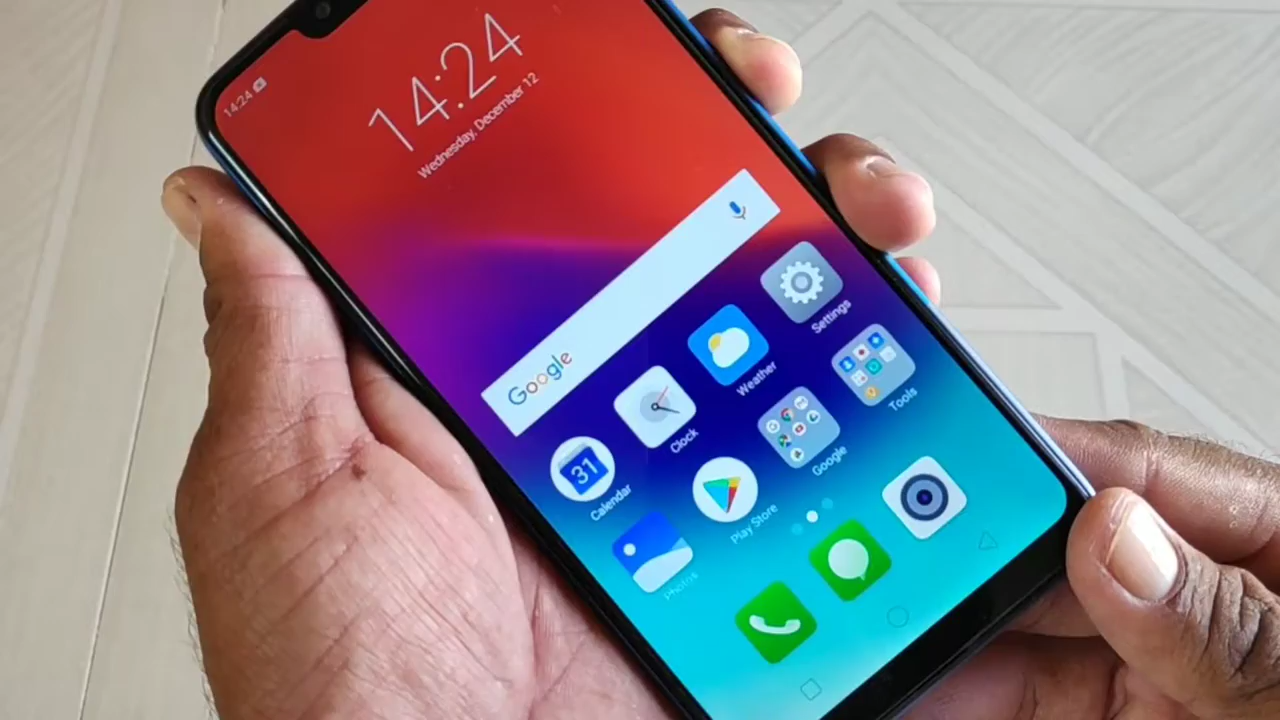 14:24
14:24
Wednesday, December 12
Google
31
Calendar
Clock
Weather
Settings
Photos
Play Store
Google
Tools